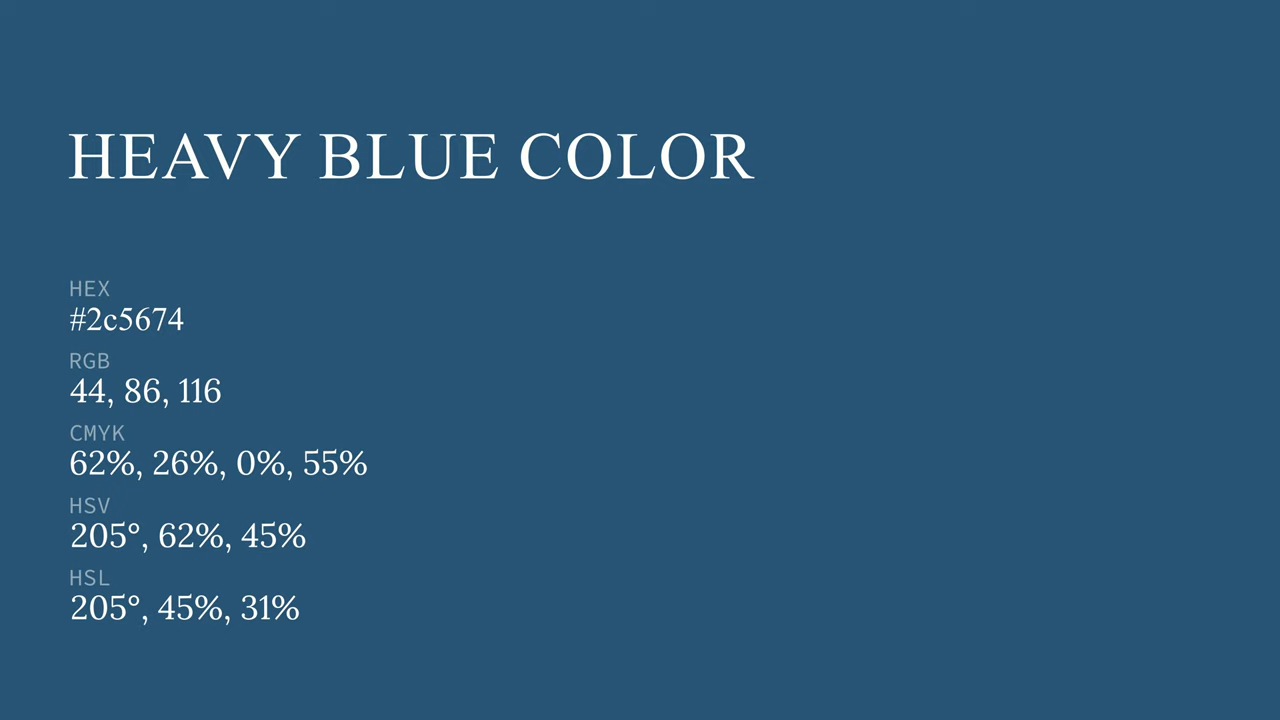 HEAVY BLUE COLOR
HEX
#2c5674
RGB
44, 86, 116
CMYK
62%, 26%, 0%, 55%
HSV
205°, 62%, 45%
HSL
205°, 45%, 31%